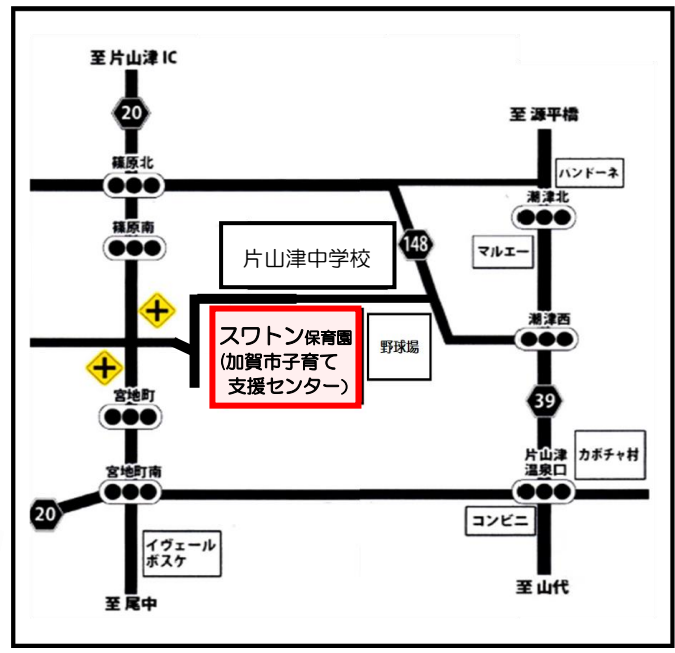 至 片山津 IC
20
至 源平橋
篠原北
ハンドーネ
潮津北
篠原南
148
片山津中学校
マルエー
スワトン保育園
(加賀市子育て
支援センター)
野球場
潮津西
宮地町
39
片山津
温泉口
カボチャ村
宮地町南
20
コンビニ
イヴェール
ボスケ
至 尾中
至 山代